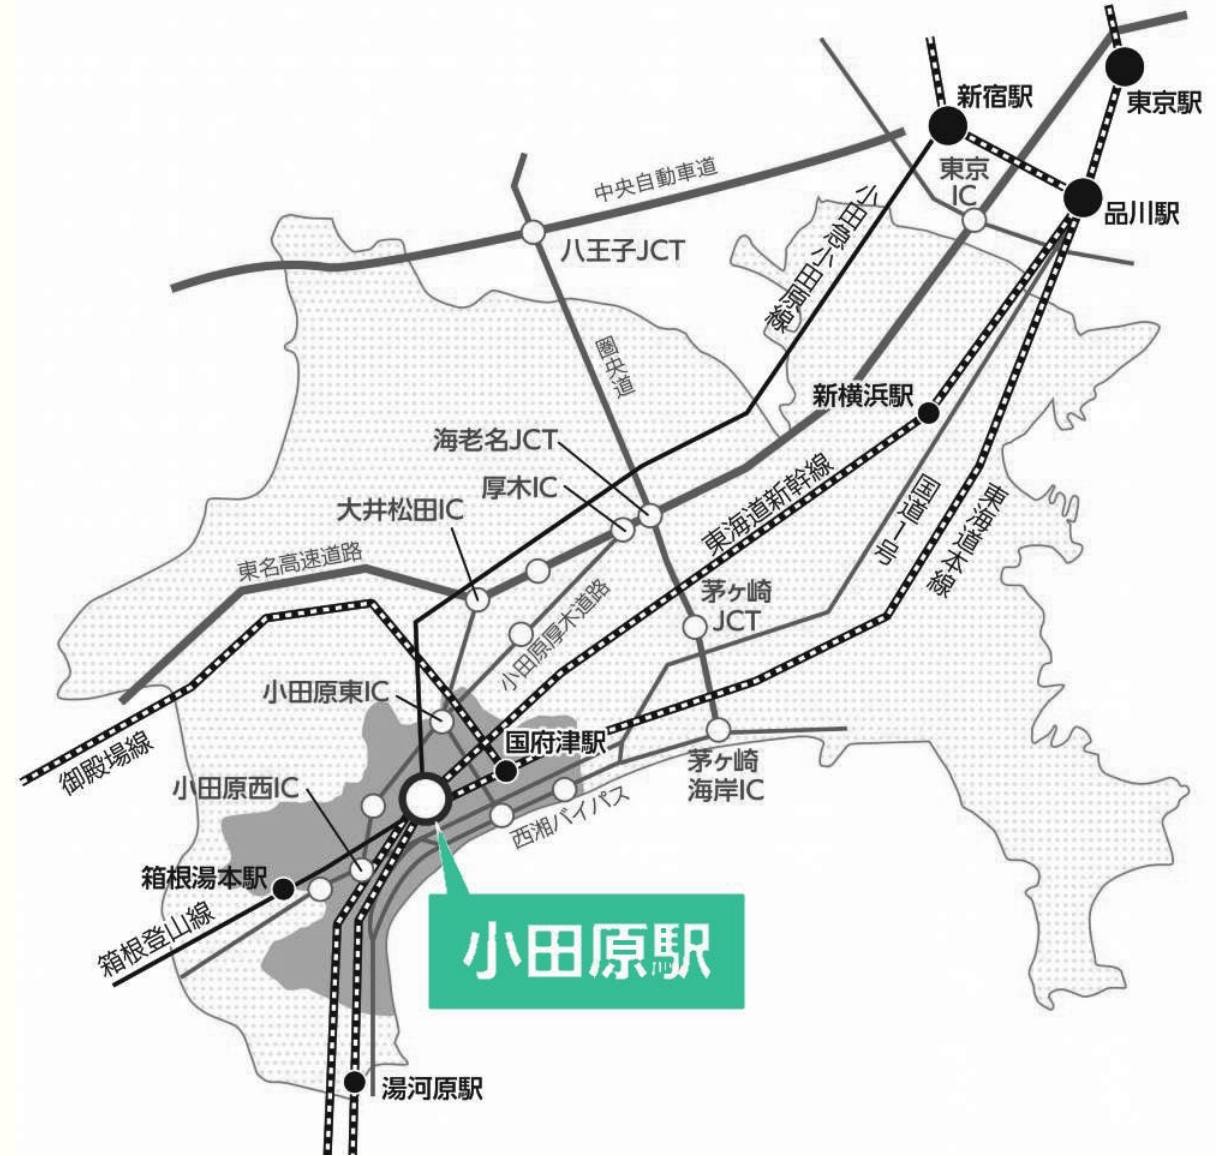 新宿駅
東京駅
東京
IC
品川駅
中央自動車道
八王子JCT
小田急小田原線
圏央道
新横浜駅
海老名JCT
厚木IC
大井松田IC
東名高速道路
東海道新幹線
国道1号
東海道本線
小田原厚木道路
茅ヶ崎
JCT
小田原東IC
国府津駅
御殿場線
小田原西IC
茅ヶ崎
海岸IC
西湘バイパス
箱根湯本駅
箱根登山線
小田原駅
湯河原駅